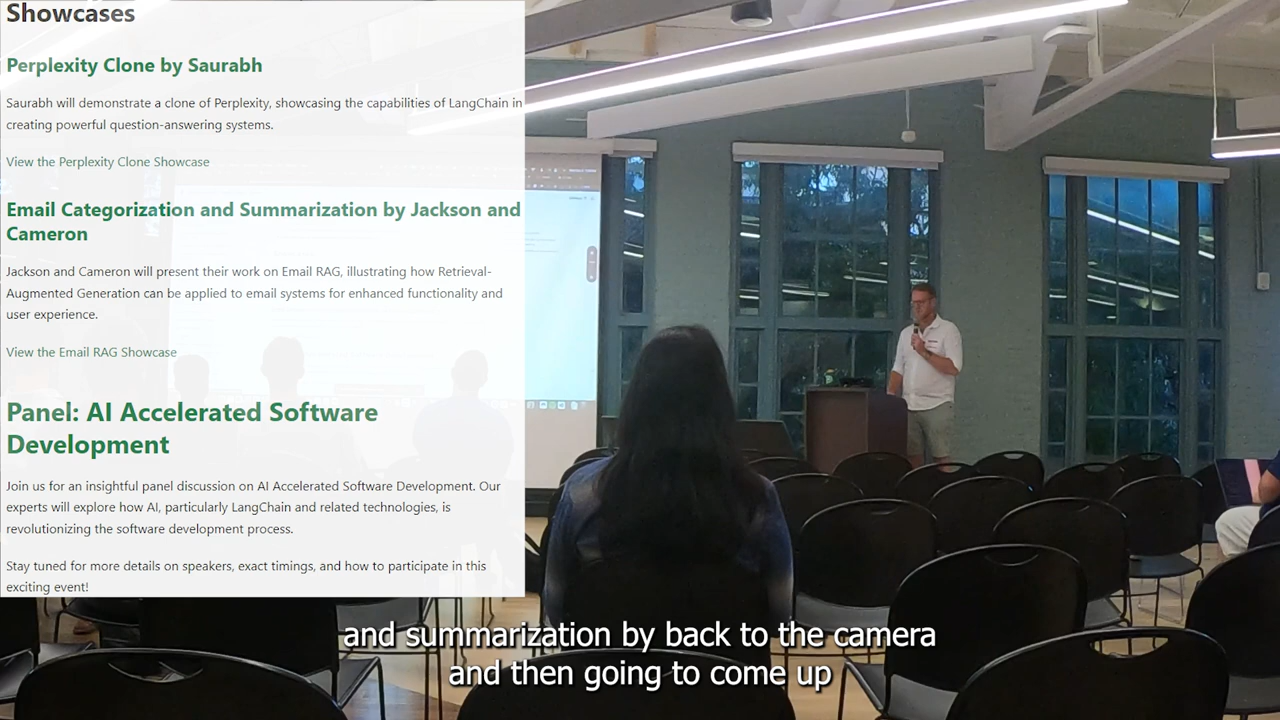 Showcases
Perplexity Clone by Saurabh
Saurabh will demonstrate a clone of Perplexity, showcasing the capabilities of LangChain in
creating powerful question-answering systems.
View the Perplexity Clone Showcase
Email Categorization and Summarization by Jackson and
Cameron
Jackson and Cameron will present their work on Email RAG, illustrating how Retrieval-
Augmented Generation can be applied to email systems for enhanced functionality and
user experience.
View the Email RAG Showcase
Panel: AI Accelerated Software
Development
Join us for an insightful panel discussion on AI Accelerated Software Development. Our
experts will explore how AI, particularly LangChain and related technologies, is
revolutionizing the software development process.
Stay tuned for more details on speakers, exact timings, and how to participate in this
exciting event!
and summarization by back to the camera
and then going to come up